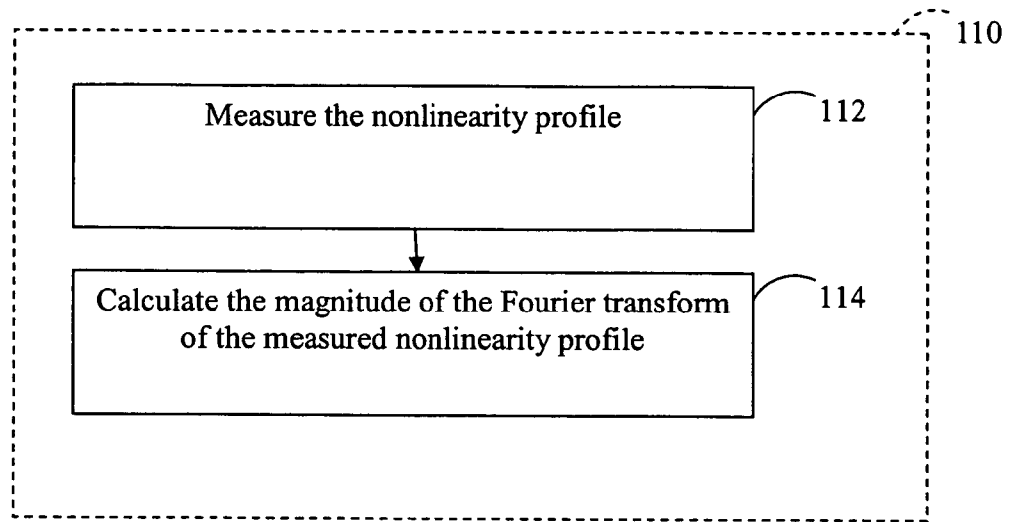 110
Measure the nonlinearity profile
112
Calculate the magnitude of the Fourier transform
of the measured nonlinearity profile
114